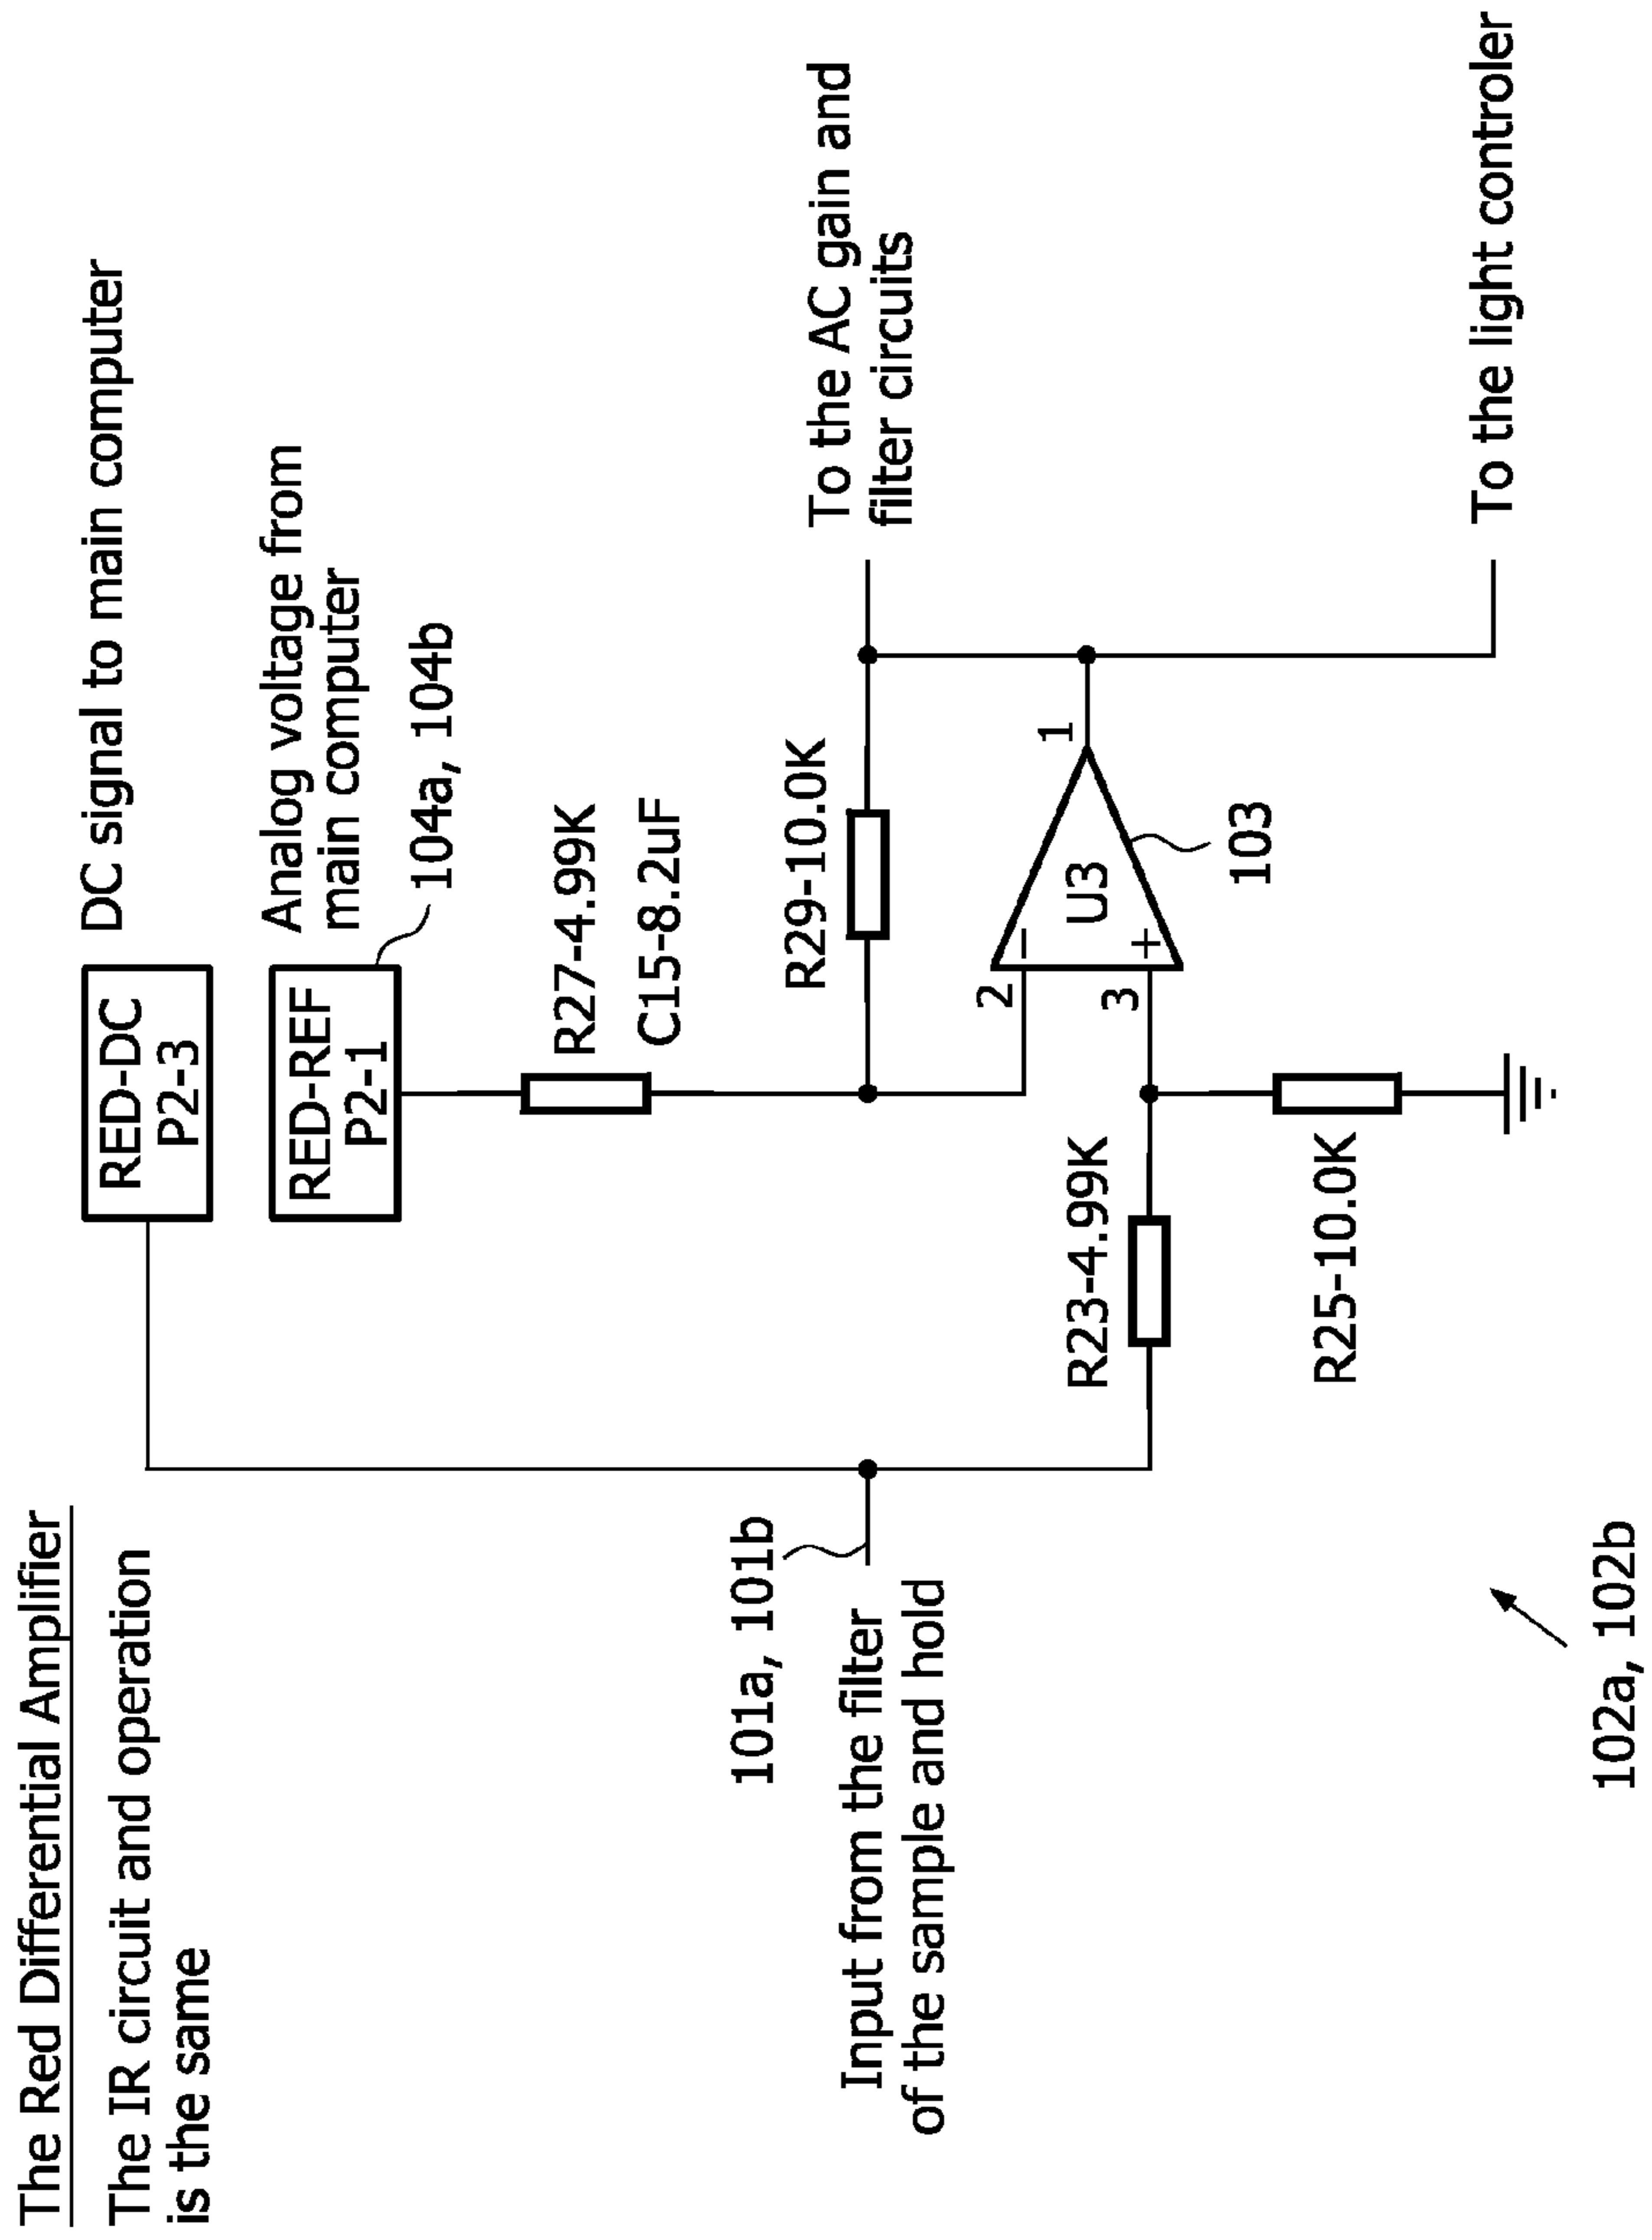 The Red Differential Amplifier
The IR circuit and operation
is the same
RED-DC
P2-3
DC signal to main computer
RED-REF
P2-1
Analog voltage from
main computer
104a, 104b
R27-4.99K
C15-8.2uF
101a, 101b
Input from the filter
of the sample and hold
R29-10.0K
To the AC gain and
filter circuits
2
3
−
+
U3
1
103
R23-4.99K
R25-10.0K
To the light controler
102a, 102b